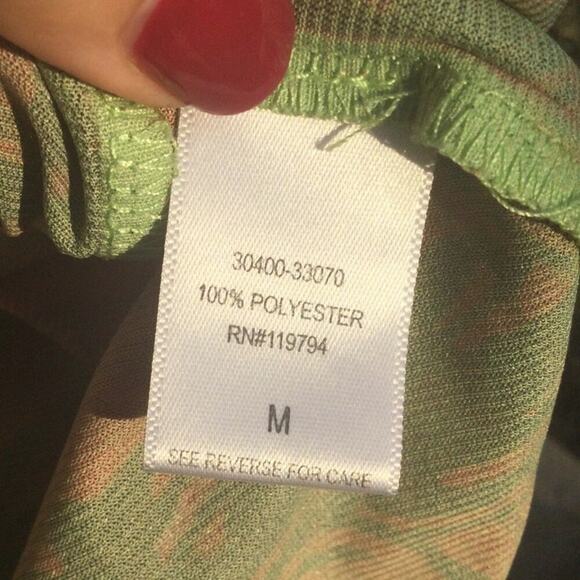 30400-33070
100% POLYESTER
RN#119794
M
SEE REVERSE FOR CARE